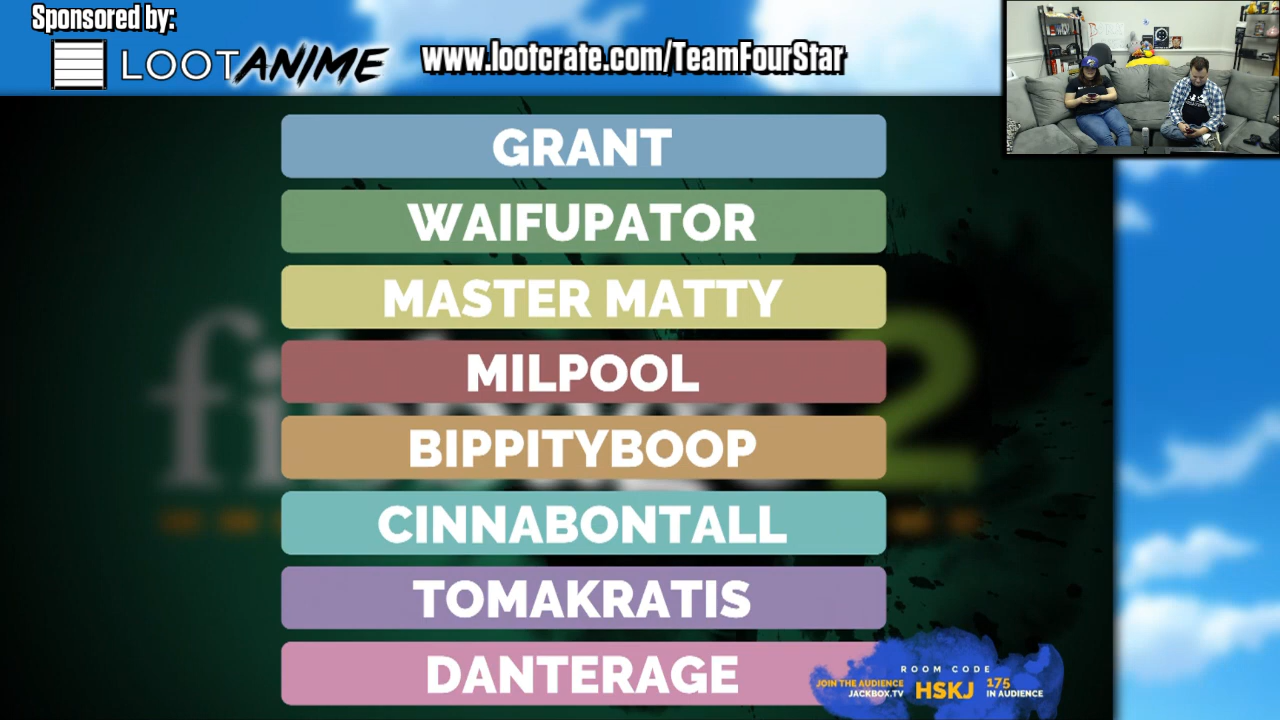 Sponsored by:
LOOTANIME
www.lootcrate.com/TeamFourStar
GRANT
WAIFUPATOR
MASTER MATTY
MILPOOL
BIPPITYBOOP
CINNABONTALL
TOMAKRATIS
DANTERAGE
ROOM CODE
JOIN THE AUDIENCE
JACKBOX.TV
HSKJ
175
IN AUDIENCE
2